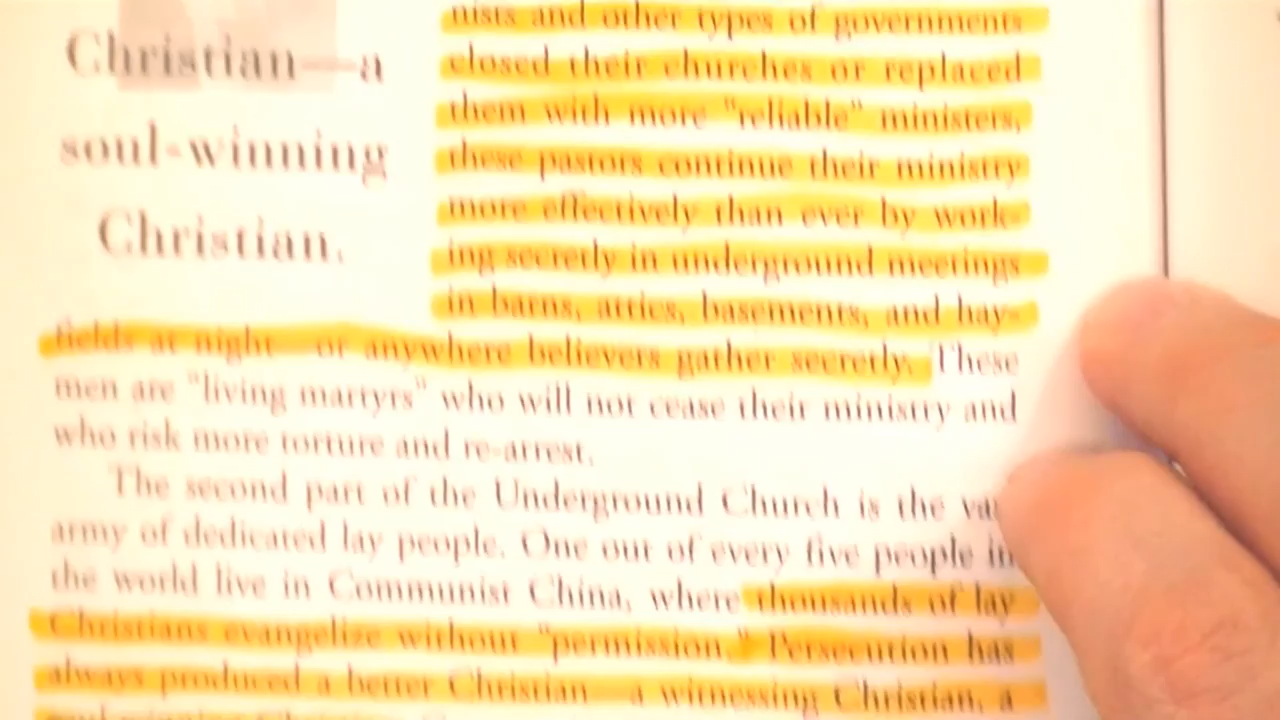 Christian—a
soul-winning
Christian.
nists and other types of governments
closed their churches or replaced
them with more "reliable" ministers,
these pastors continue their ministry
more effectively than ever by work-
ing secretly in underground meetings
in barns, attics, basements, and hay-
fields at night—or anywhere believers gather secretly. These
men are "living martyrs" who will not cease their ministry and
who risk more torture and re-arrest.
The second part of the Underground Church is the va
army of dedicated lay people. One out of every five people in
the world live in Communist China, where thousands of lay
Christians evangelize without "permission." Persecution has
always produced a better Christian—a witnessing Christian, a